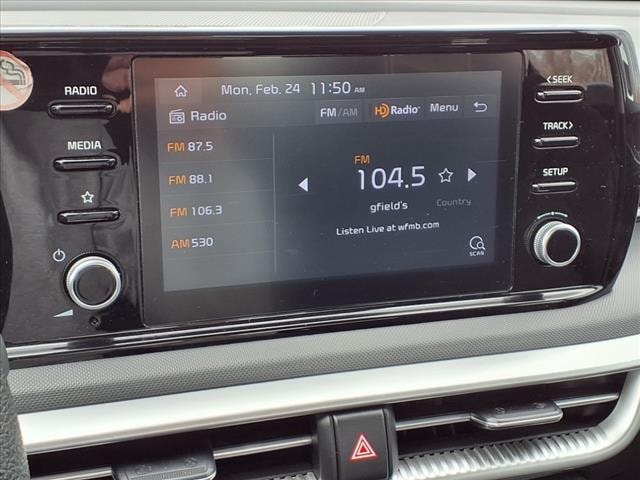 Mon, Feb. 24 11:50 AM
Radio FM/AM HD Radio Menu
FM 87.5
FM 88.1
FM 106.3
AM 530
FM
104.5
gfield's
Country
Listen Live at wfmb.com
SCAN
RADIO
MEDIA
<SEEK
TRACK>
SETUP